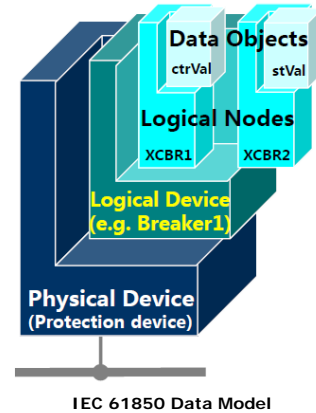 Data Objects
ctrVal
stVal
Logical Nodes
XCBR1
XCBR2
Logical Device
(e.g. Breaker1)
Physical Device
(Protection device)
IEC 61850 Data Model